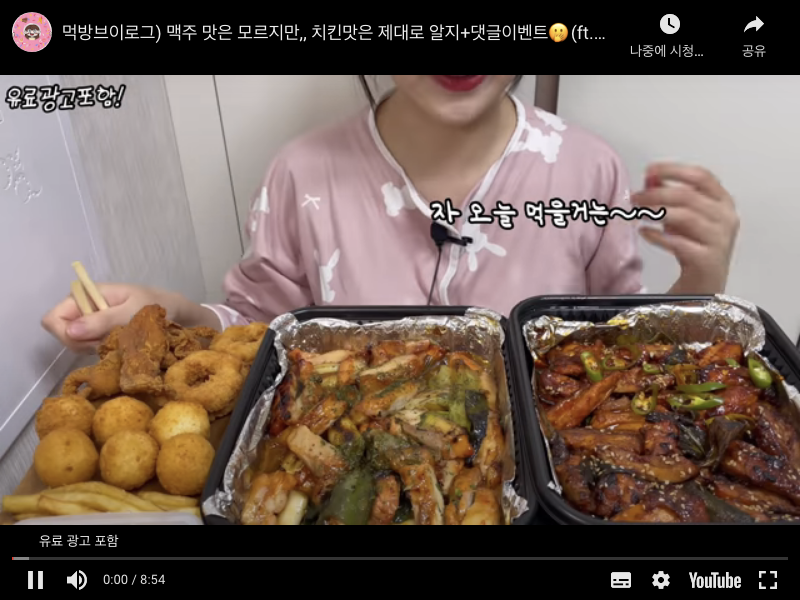 먹방브이로그) 맥주 맛은 모르지만,, 치킨맛은 제대로 알지+댓글이벤트🤭(ft....
나중에 시청...
공유
유료광고포함!
자 오늘 먹을거는~~
유료 광고 포함
0:00 / 8:54
YouTube